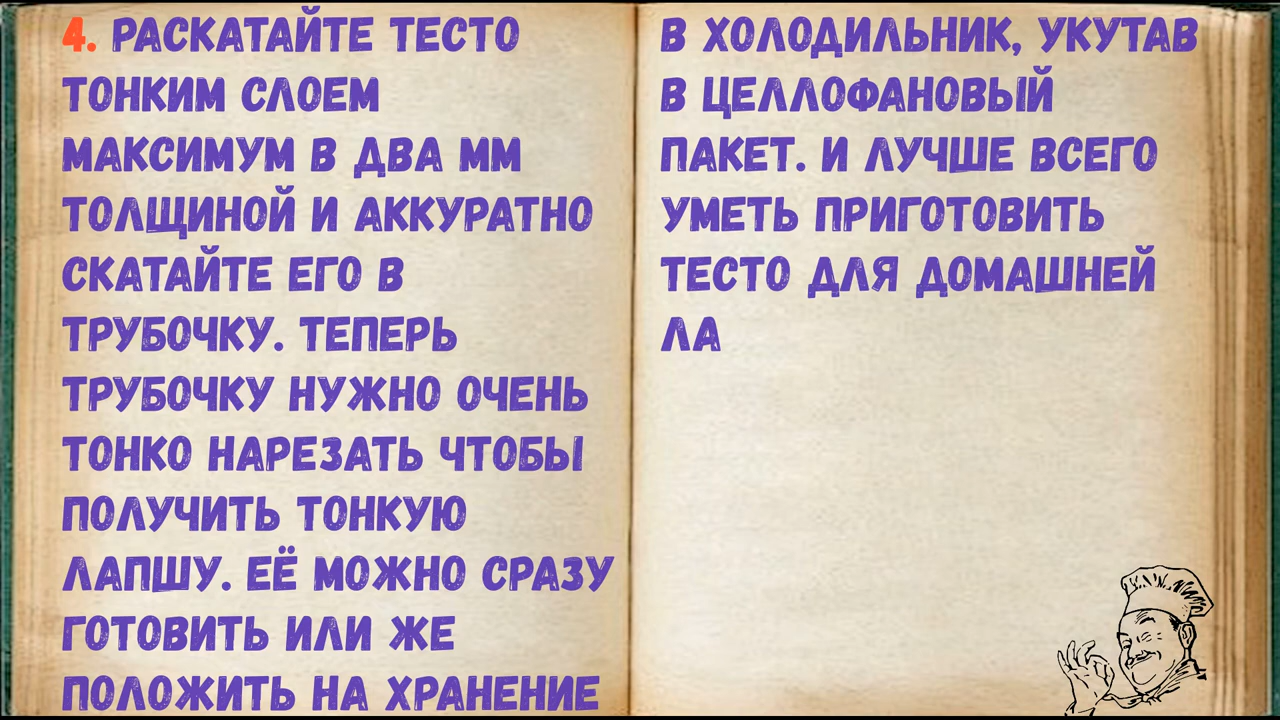 4. РАСКАТАЙТЕ ТЕСТО
ТОНКИМ СЛОЕМ
МАКСИМУМ В ДВА ММ
ТОЛЩИНОЙ И АККУРАТНО
СКАТАЙТЕ ЕГО В
ТРУБОЧКУ. ТЕПЕРЬ
ТРУБОЧКУ НУЖНО ОЧЕНЬ
ТОНКО НАРЕЗАТЬ ЧТОБЫ
ПОЛУЧИТЬ ТОНКУЮ
ЛАПШУ. ЕЁ МОЖНО СРАЗУ
ГОТОВИТЬ ИЛИ ЖЕ
ПОЛОЖИТЬ НА ХРАНЕНИЕ
В ХОЛОДИЛЬНИК, УКУТАВ
В ЦЕЛЛОФАНОВЫЙ
ПАКЕТ. И ЛУЧШЕ ВСЕГО
УМЕТЬ ПРИГОТОВИТЬ
ТЕСТО ДЛЯ ДОМАШНЕЙ
ЛА